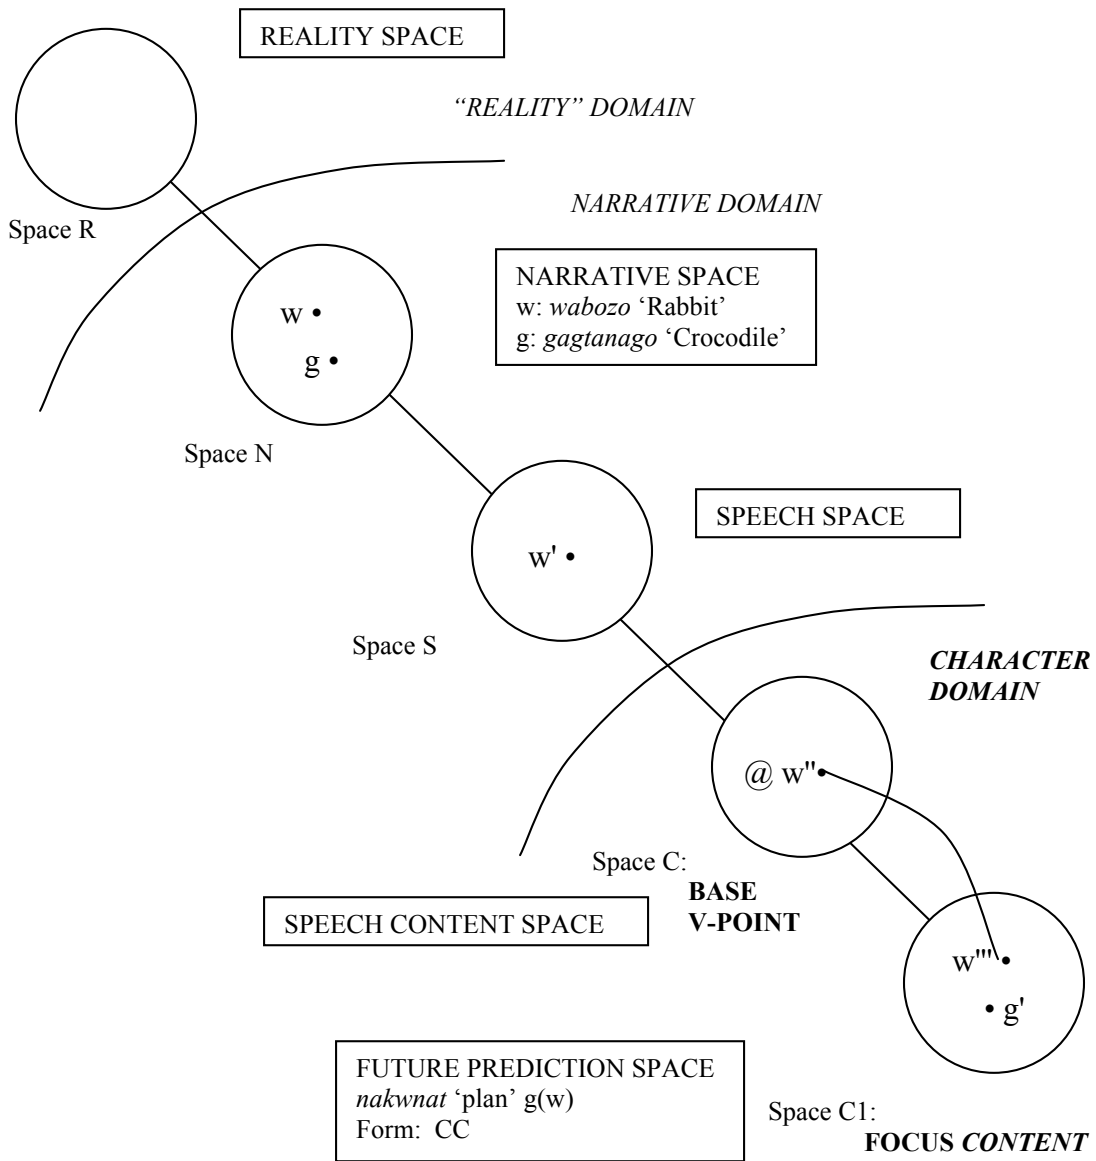 REALITY SPACE
“REALITY” DOMAIN
Space R
NARRATIVE DOMAIN
NARRATIVE SPACE
w: wabozo ‘Rabbit’
g: gagtanago ‘Crocodile’
w •
g •
Space N
SPEECH SPACE
w' •
Space S
CHARACTER
DOMAIN
@ w"•
Space C:
BASE
V-POINT
SPEECH CONTENT SPACE
w"' •
• g'
FUTURE PREDICTION SPACE
nakwnat ‘plan’ g(w)
Form:  CC
Space C1:
FOCUS CONTENT